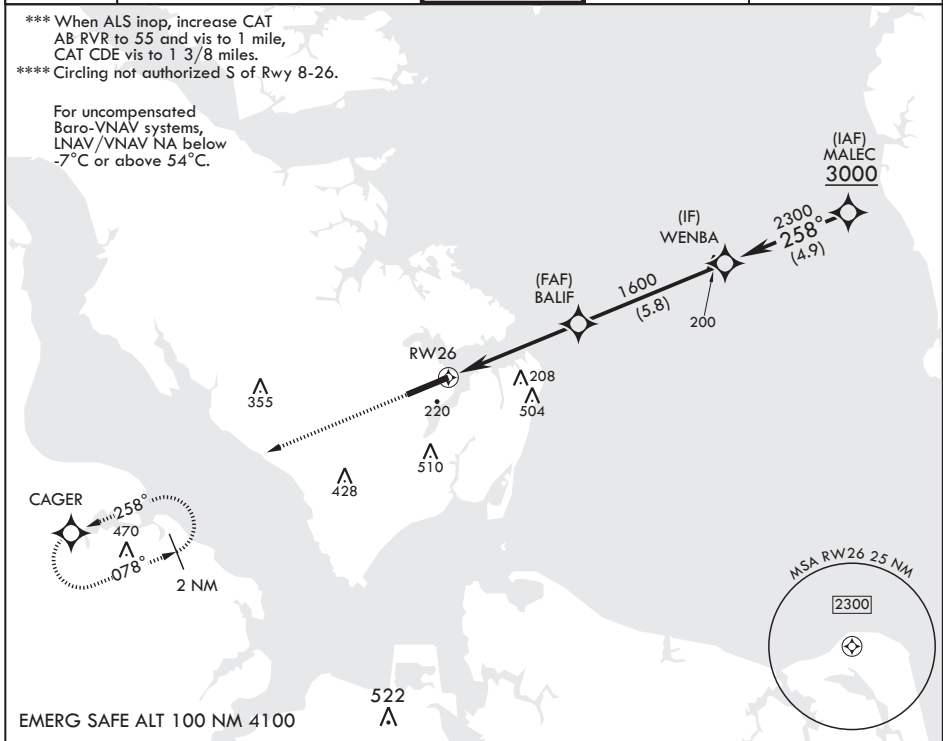 *** When ALS inop, increase CAT
AB RVR to 55 and vis to 1 mile,
CAT CDE vis to 1 3/8 miles.
**** Circling not authorized S of Rwy 8-26.
For uncompensated
Baro-VNAV systems,
LNAV/VNAV NA below
-7°C or above 54°C.
(IAF)
MALEC
3000
2300
258°
(4.9)
(IF)
WENBA
200
1600
(5.8)
(FAF)
BALIF
RW26
208
504
220
355
510
428
CAGER
258°
470
078°
2 NM
MSA RW26 25 NM
2300
522
EMERG SAFE ALT 100 NM 4100